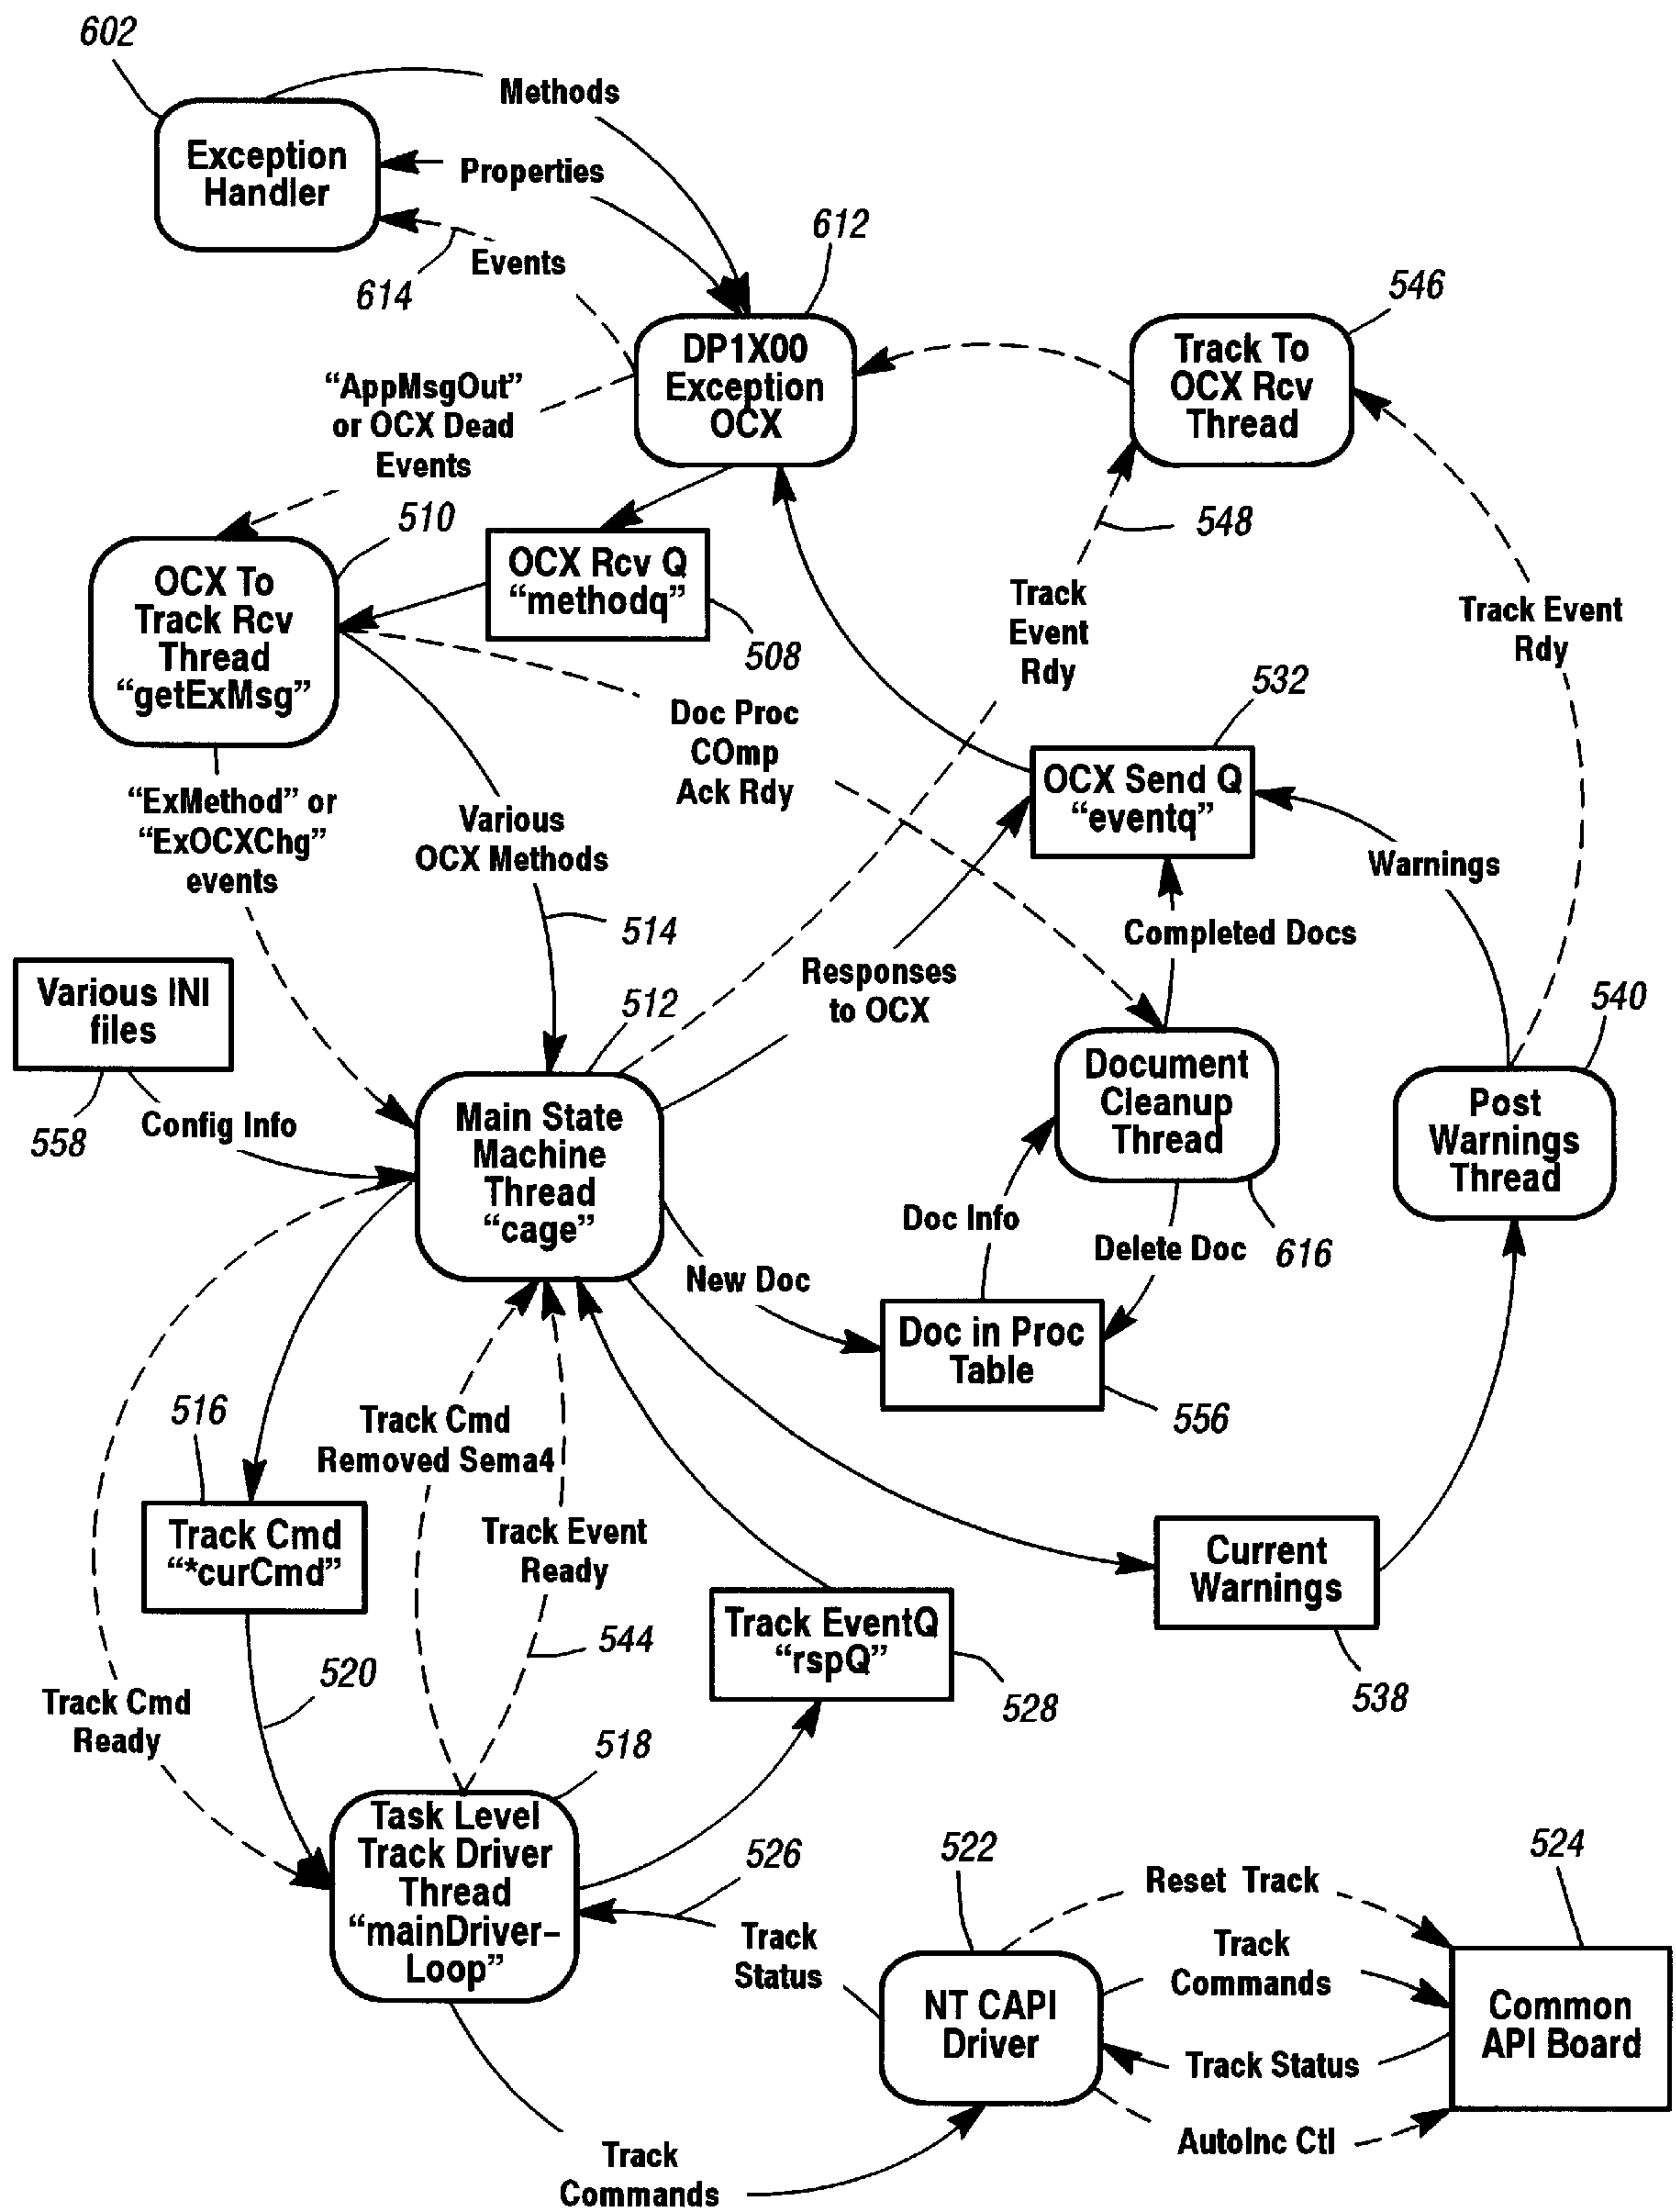 602
Methods
Exception
Handler
Properties
Events
614
612
546
DP1X00
Exception
OCX
Track To
OCX Rcv
Thread
“AppMsgOut”
or OCX Dead
Events
510
548
OCX Rcv Q
“methodq”
508
OCX To
Track Rcv
Thread
“getExMsg”
Track
Event
Rdy
Track Event
Rdy
532
Doc Proc
COmp
Ack Rdy
OCX Send Q
“eventq”
“ExMethod” or
“ExOCXChg”
events
Various
OCX Methods
Warnings
514
Completed Docs
Various INI
files
Responses
to OCX
512
540
558
Config Info
Main State
Machine
Thread
“cage”
Document
Cleanup
Thread
Post
Warnings
Thread
Doc Info
Delete Doc
616
New Doc
Doc in Proc
Table
556
516
Track Cmd
Removed Sema4
Track Cmd
“*curCmd”
Track Event
Ready
Current
Warnings
544
Track EventQ
“rspQ”
528
538
520
Track Cmd
Ready
518
Task Level
Track Driver
Thread
“mainDriver–
Loop”
526
522
524
Reset Track
Track
Status
Track
Commands
NT CAPI
Driver
Common
API Board
Track Status
AutoInc Ctl
Track
Commands